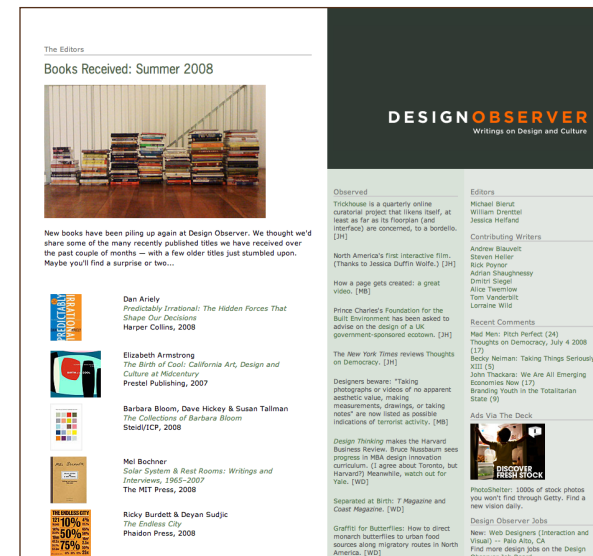 The Editors
Books Received: Summer 2008
New books have been piling up again at Design Observer. We thought we'd
share some of the many recently published titles we have received over
the past couple of months — with a few older titles just stumbled upon.
Maybe you'll find a surprise or two...
PREDICTABLY
IRRATIONAL
Dan Ariely
Predictably Irrational: The Hidden Forces That
Shape Our Decisions
Harper Collins, 2008
Elizabeth Armstrong
The Birth of Cool: California Art, Design and
Culture at Midcentury
Prestel Publishing, 2007
Barbara Bloom, Dave Hickey & Susan Tallman
The Collections of Barbara Bloom
Steidl/ICP, 2008
Mel Bochner
Solar System & Rest Rooms: Writings and
Interviews, 1965–2007
The MIT Press, 2008
THE ENDLESS CITY
10%
50%
75%
Ricky Burdett & Deyan Sudjic
The Endless City
Phaidon Press, 2008
DESIGNOBSERVER
Writings on Design and Culture
Observed
Trickhouse is a quarterly online
curatorial project that likens itself, at
least as far as its floorplan (and
interface) are concerned, to a bordello.
[JH]
North America's first interactive film.
(Thanks to Jessica Duffin Wolfe.) [JH]
How a page gets created: a great
video. [MB]
Prince Charles's Foundation for the
Built Environment has been asked to
advise on the design of a UK
government-sponsored ecotown. [JH]
The New York Times reviews Thoughts
on Democracy. [JH]
Designers beware: "Taking
photographs or videos of no apparent
aesthetic value, making
measurements, drawings, or taking
notes" are now listed as possible
indications of terrorist activity. [MB]
Design Thinking makes the Harvard
Business Review. Bruce Nussbaum sees
progress in MBA design innovation
curriculum. (I agree about Toronto, but
Harvard?) Meanwhile, watch out for
Yale. [WD]
Separated at Birth: T Magazine and
Coast Magazine. [WD]
Graffiti for Butterflies: How to direct
monarch butterflies to urban food
sources along migratory routes in North
America. [WD]
Editors
Michael Bierut
William Drenttel
Jessica Helfand
Contributing Writers
Andrew Blauvelt
Steven Heller
Rick Poynor
Adrian Shaughnessy
Dmitri Siegel
Alice Twemlow
Tom Vanderbilt
Lorraine Wild
Recent Comments
Mad Men: Pitch Perfect (24)
Thoughts on Democracy, July 4 2008
(17)
Becky Neiman: Taking Things Seriously
XIII (5)
John Thackara: We Are All Emerging
Economies Now (17)
Branding Youth in the Totalitarian
State (9)
Ads Via The Deck
DISCOVER
FRESH STOCK
PhotoShelter: 1000s of stock photos
you won't find through Getty. Find a
new vision daily.
Design Observer Jobs
New: Web Designers (Interaction and
Visual) -- Palo Alto, CA
Find more design jobs on the Design